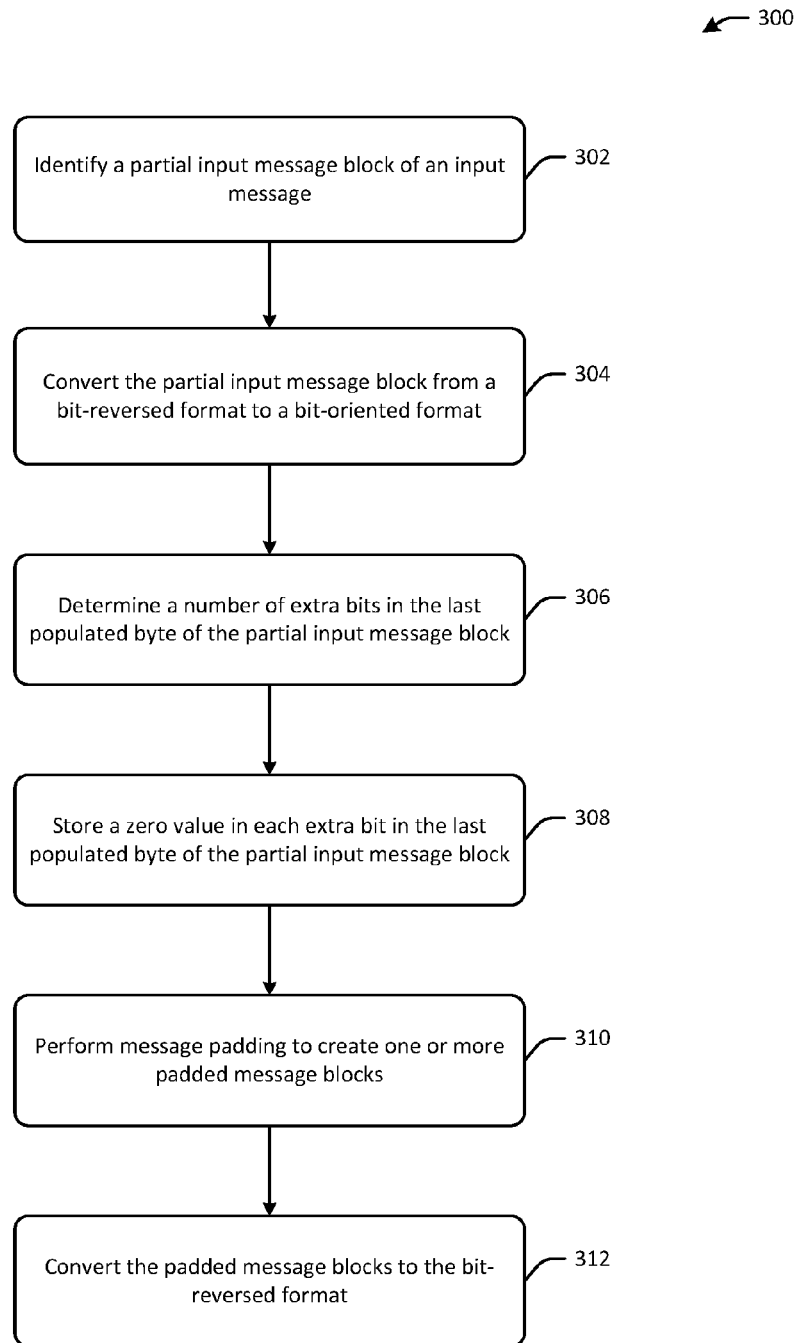 300
Identify a partial input message block of an input
message
302
Convert the partial input message block from a
bit-reversed format to a bit-oriented format
304
Determine a number of extra bits in the last
populated byte of the partial input message block
306
Store a zero value in each extra bit in the last
populated byte of the partial input message block
308
Perform message padding to create one or more
padded message blocks
310
Convert the padded message blocks to the bit-
reversed format
312